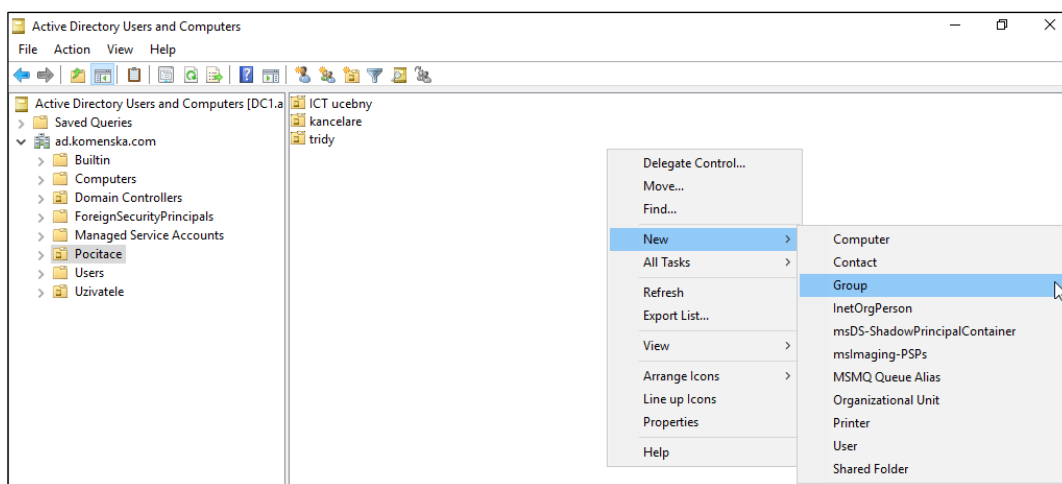 Active Directory Users and Computers
File Action View Help
Active Directory Users and Computers [DC1.a
Saved Queries
ad.komenska.com
Builtin
Computers
Domain Controllers
ForeignSecurityPrincipals
Managed Service Accounts
Pocitace
Users
Uzivatele
ICT ucebny
kancelare
tridy
Delegate Control...
Move...
Find...
New
All Tasks
Refresh
Export List...
View
Arrange Icons
Line up Icons
Properties
Help
Computer
Contact
Group
InetOrgPerson
msDS-ShadowPrincipalContainer
msImaging-PSPs
MSMQ Queue Alias
Organizational Unit
Printer
User
Shared Folder